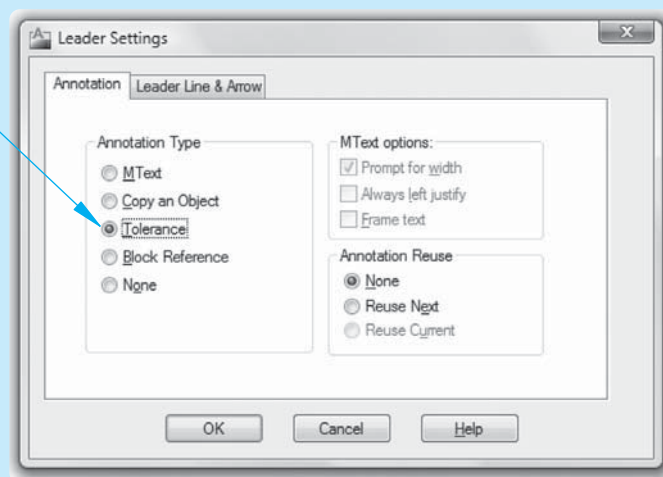 Leader Settings
Annotation
Leader Line & Arrow
Annotation Type
MText
Copy an Object
Tolerance
Block Reference
None
MText options:
Prompt for width
Always left justify
Frame text
Annotation Reuse
None
Reuse Next
Reuse Current
OK
Cancel
Help